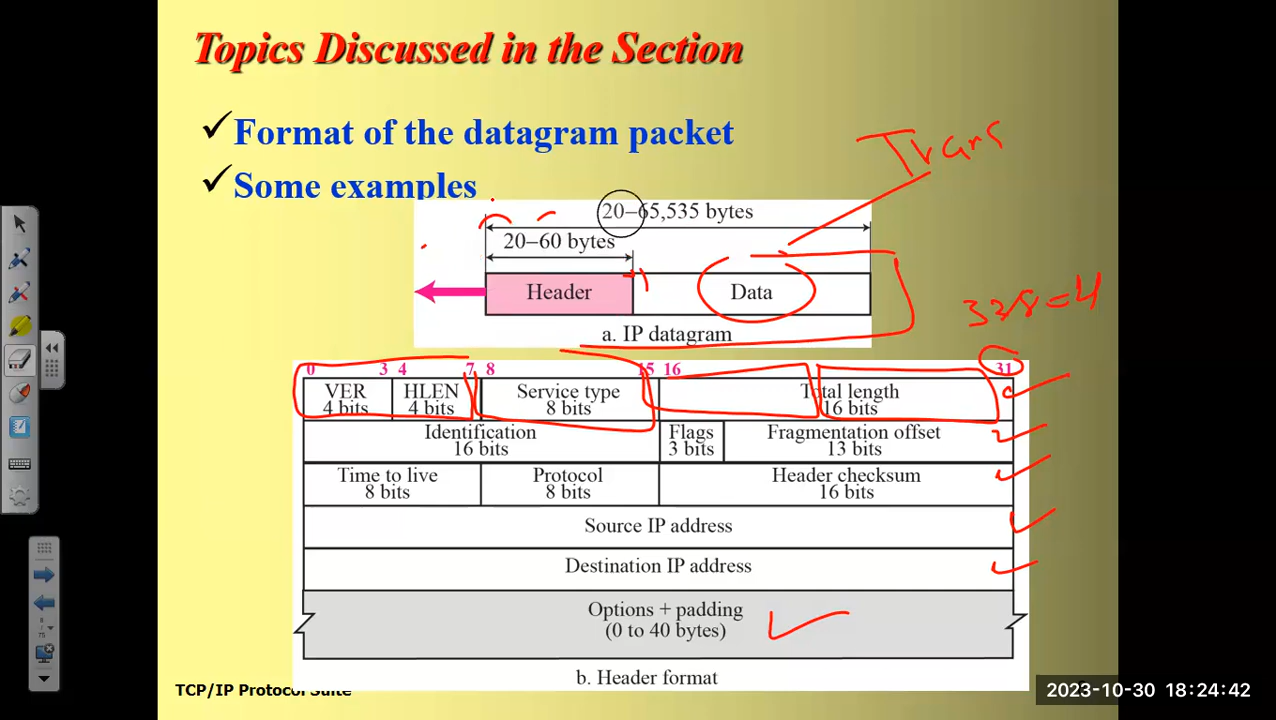 Topics Discussed in the Section
Format of the datagram packet
Some examples
Trans
20–65,535 bytes
20–60 bytes
Header
Data
a. IP datagram
0 3 4 7 8 15 16 31
VER HLEN Service type Total length
4 bits 4 bits 8 bits 16 bits
Identification Flags Fragmentation offset
16 bits 3 bits 13 bits
Time to live Protocol Header checksum
8 bits 8 bits 16 bits
Source IP address
Destination IP address
Options + padding
(0 to 40 bytes)
b. Header format
TCP/IP Protocol Suite
2023-10-30 18:24:42